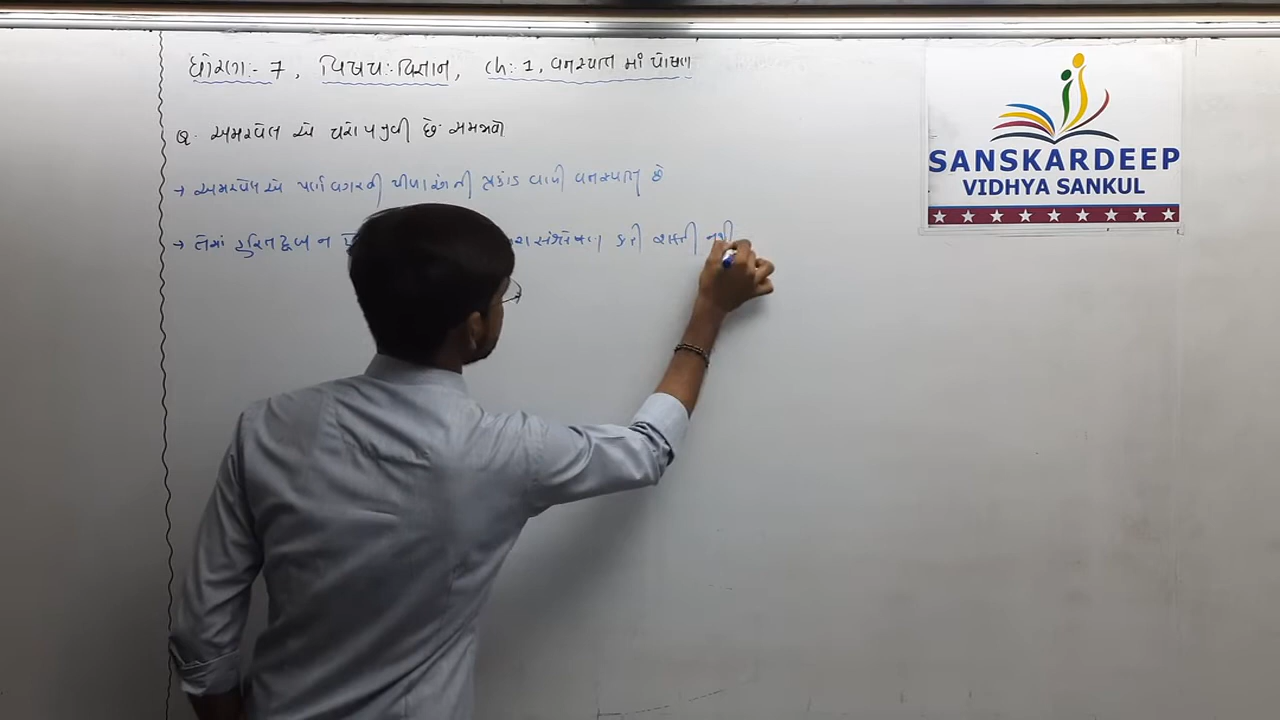 ધોરણ:- 7, વિષય:- વિજ્ઞાન, ch: 1, વનસ્પતિ માં પોષણ
Q. અમરવેલ એ પરોપજીવી છે. સમજાવો
→ અમરવેલ એ પર્ણ વગરની પીળા રંગની પ્રકાંડ વાળી વનસ્પતિ છે
→ તેમાં હરિતદ્રવ્ય ન સંશ્લેષણ કરી શકતી નથી
SANSKARDEEP
VIDHYA SANKUL